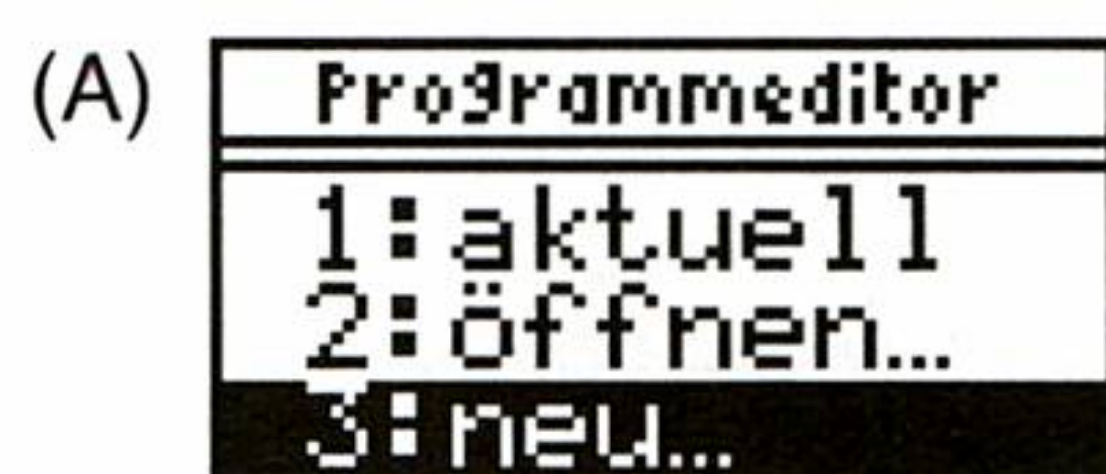 (A)
Programmeditor
1:aktuell
2:öffnen…
3:neu…